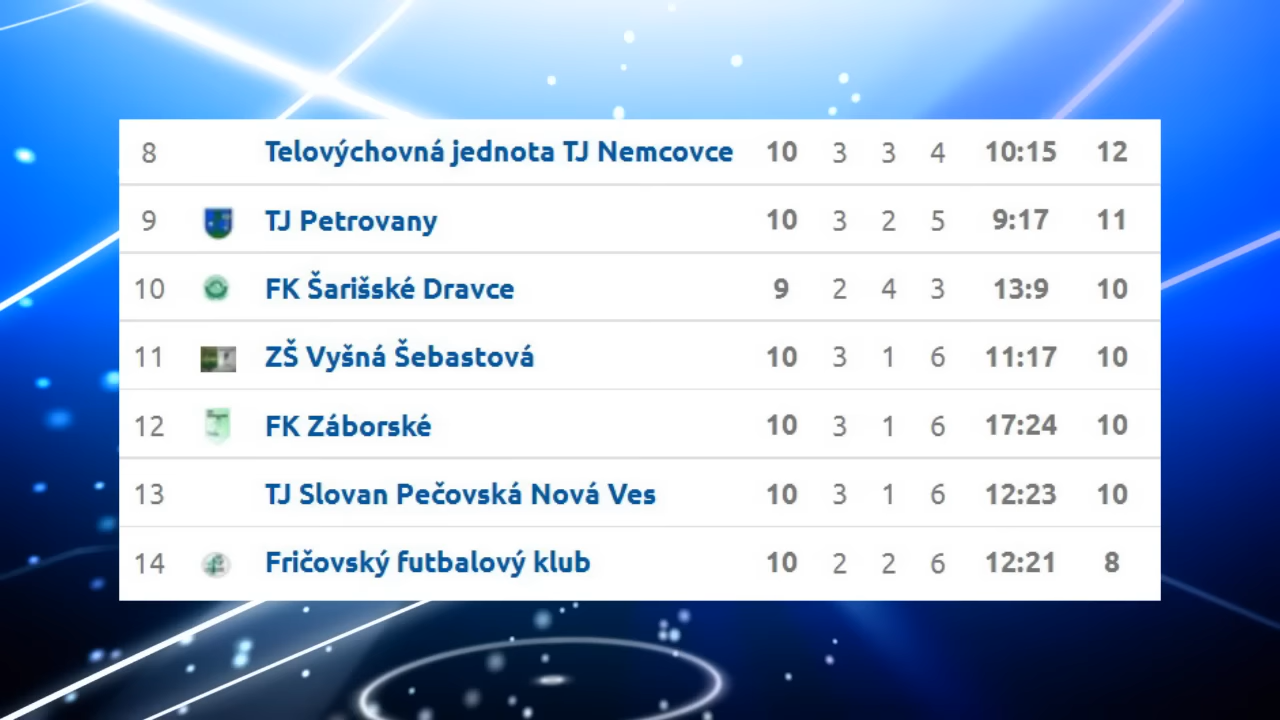 8 Telovýchovná jednota TJ Nemcovce 10 3 3 4 10:15 12
9 TJ Petrovany 10 3 2 5 9:17 11
10 FK Šarišské Dravce 9 2 4 3 13:9 10
11 ZŠ Vyšná Šebastová 10 3 1 6 11:17 10
12 FK Záborské 10 3 1 6 17:24 10
13 TJ Slovan Pečovská Nová Ves 10 3 1 6 12:23 10
14 Fričovský futbalový klub 10 2 2 6 12:21 8